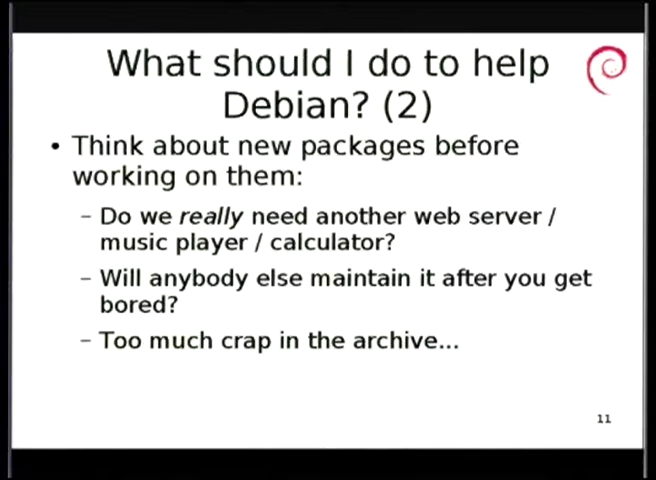 What should I do to help
Debian? (2)
• Think about new packages before
working on them:
– Do we really need another web server /
music player / calculator?
– Will anybody else maintain it after you get
bored?
– Too much crap in the archive...
11